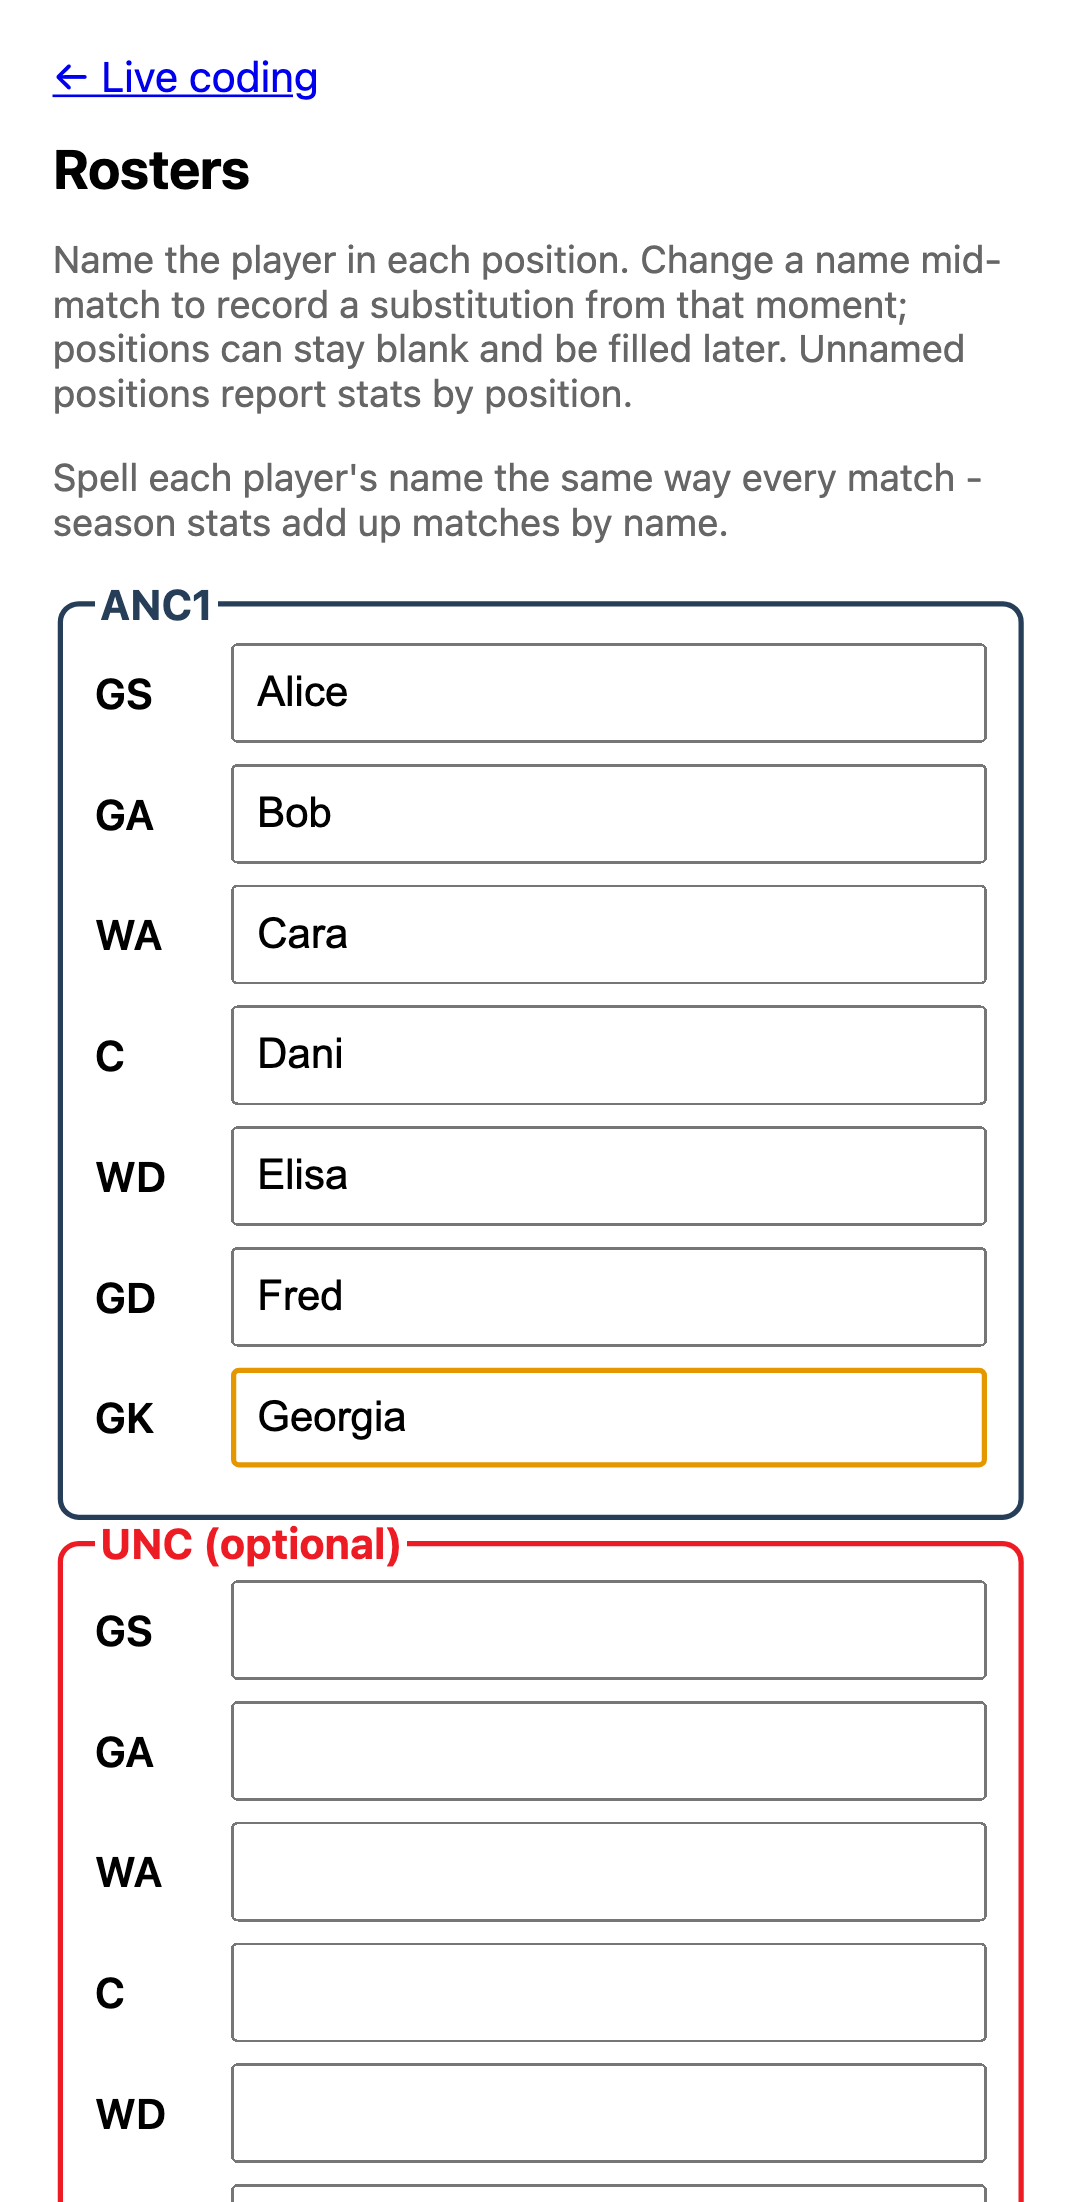 ← Live coding
Rosters
Name the player in each position. Change a name mid-
match to record a substitution from that moment;
positions can stay blank and be filled later. Unnamed
positions report stats by position.
Spell each player's name the same way every match -
season stats add up matches by name.
ANC1
GS Alice
GA Bob
WA Cara
C Dani
WD Elisa
GD Fred
GK Georgia
UNC (optional)
GS
GA
WA
C
WD